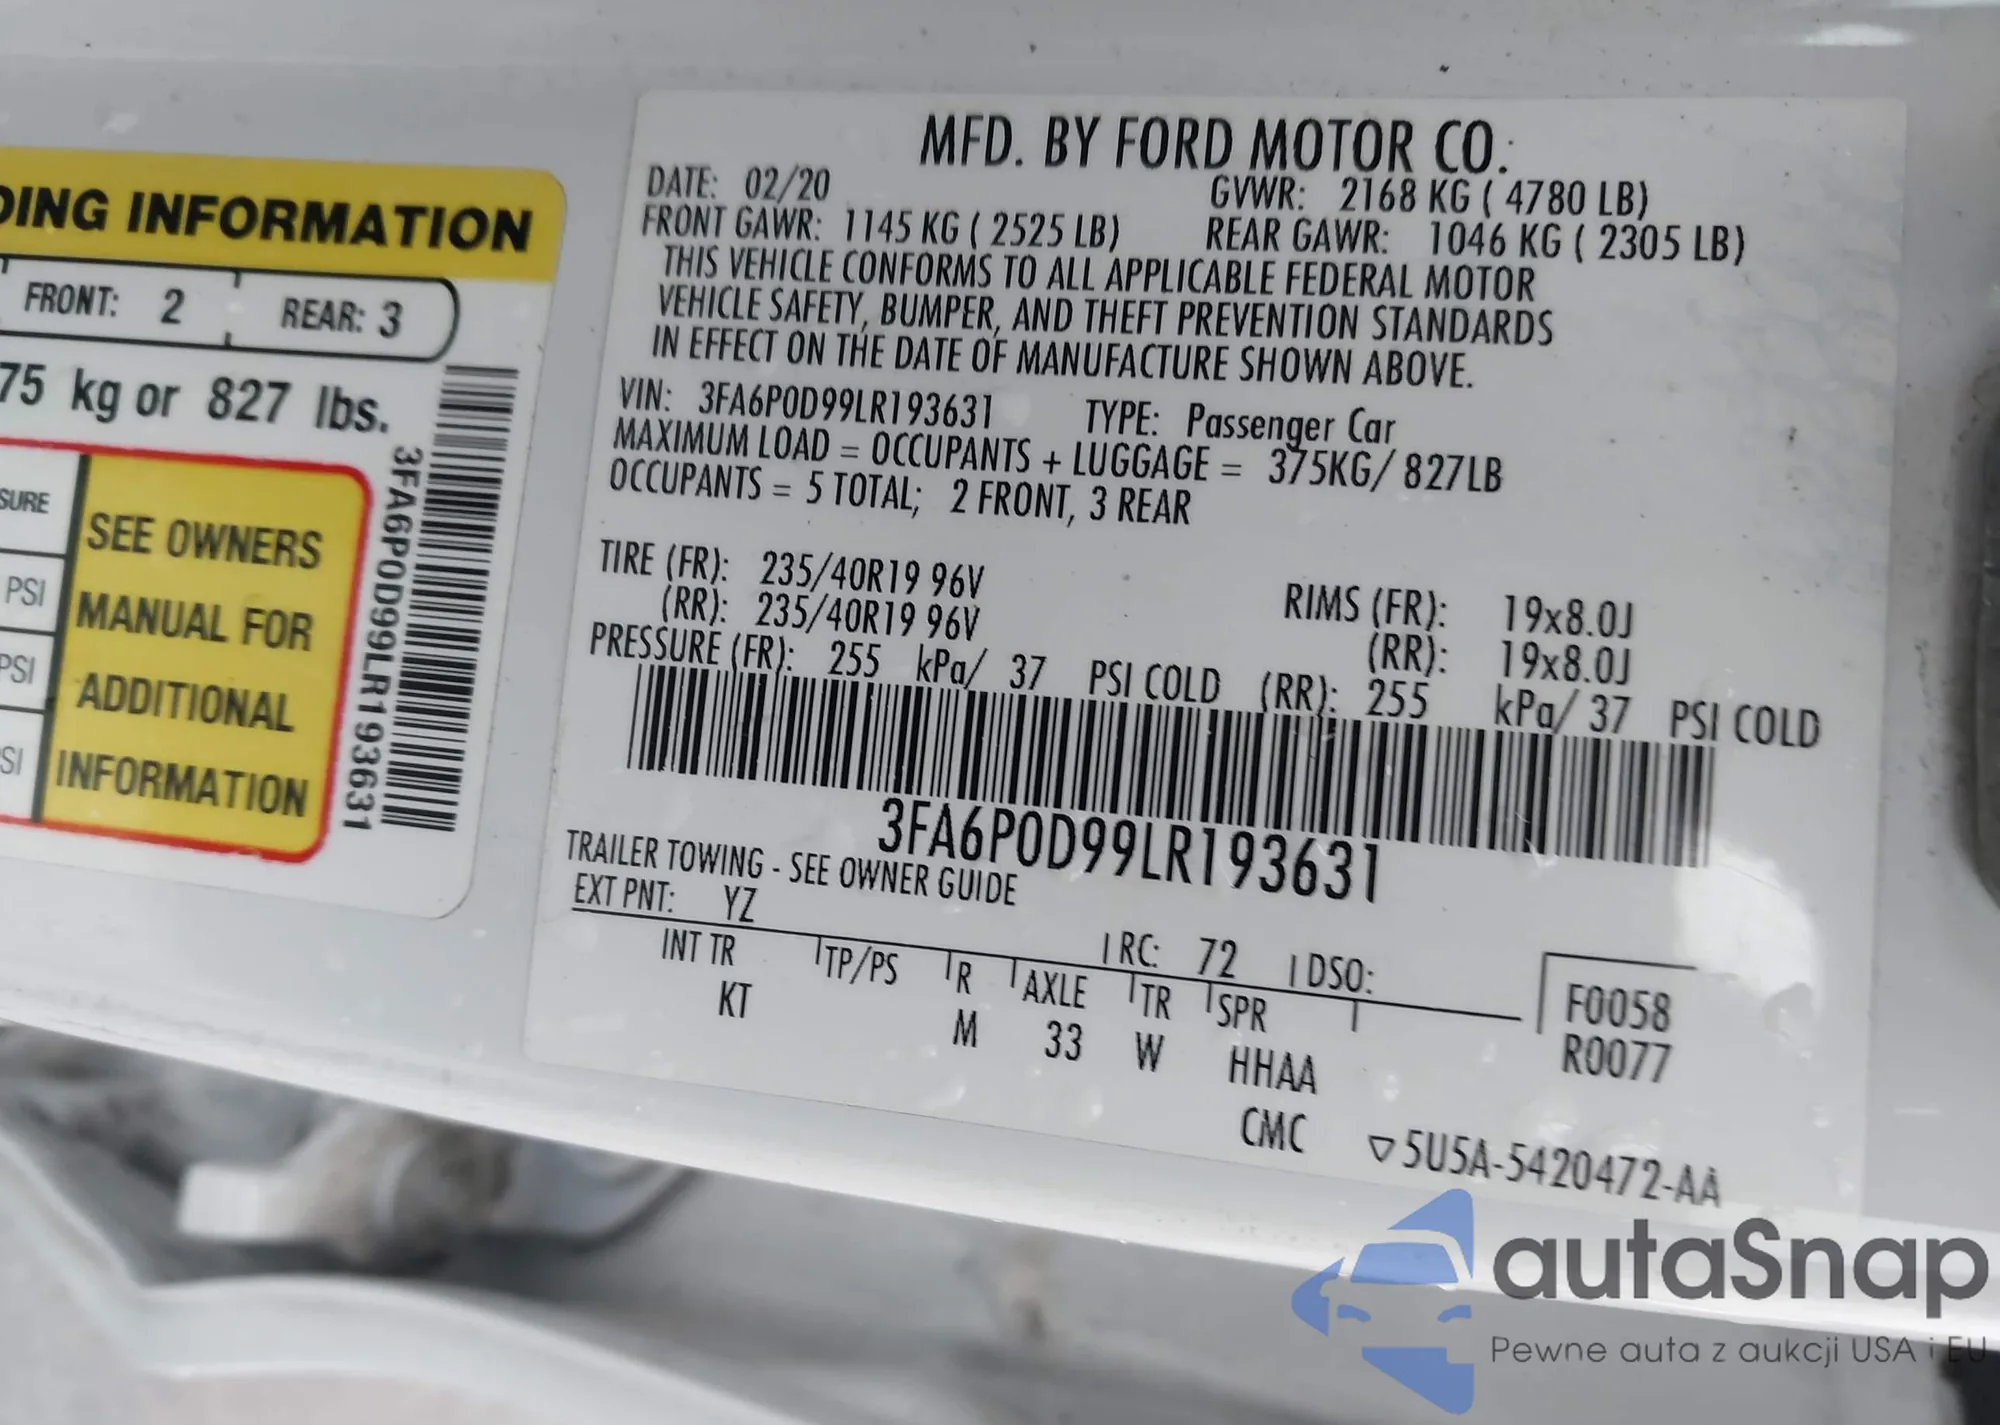 DING INFORMATION
FRONT: 2 REAR: 3
75 kg or 827 lbs.
SURE
PSI
PSI
SI
SEE OWNERS
MANUAL FOR
ADDITIONAL
INFORMATION
3FA6P0D99LR193631
MFD. BY FORD MOTOR CO.
DATE: 02/20 GVWR: 2168 KG ( 4780 LB)
FRONT GAWR: 1145 KG ( 2525 LB) REAR GAWR: 1046 KG ( 2305 LB)
THIS VEHICLE CONFORMS TO ALL APPLICABLE FEDERAL MOTOR
VEHICLE SAFETY, BUMPER, AND THEFT PREVENTION STANDARDS
IN EFFECT ON THE DATE OF MANUFACTURE SHOWN ABOVE.
VIN: 3FA6P0D99LR193631 TYPE: Passenger Car
MAXIMUM LOAD = OCCUPANTS + LUGGAGE = 375KG/ 827LB
OCCUPANTS = 5 TOTAL; 2 FRONT, 3 REAR
TIRE (FR): 235/40R19 96V RIMS (FR): 19x8.0J
(RR): 235/40R19 96V (RR): 19x8.0J
PRESSURE (FR): 255 kPa/ 37 PSI COLD (RR): 255 kPa/ 37 PSI COLD
3FA6P0D99LR193631
TRAILER TOWING - SEE OWNER GUIDE
EXT PNT: YZ RC: 72 DSO:
INT TR TP/PS R AXLE TR SPR
KT M 33 W HHAA
F0058
R0077
CMC ▽5U5A-5420472-AA
autaSnap
Pewne auta z aukcji USA i EU